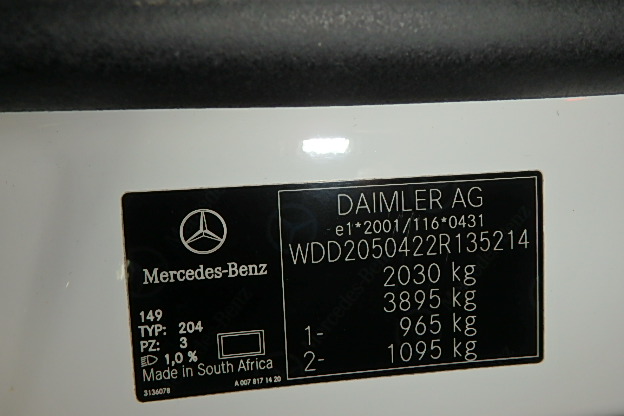 Mercedes-Benz
149
TYP: 204
PZ: 3
1,0 %
Made in South Africa
3136078
A 007 817 14 20
DAIMLER AG
e1*2001/116*0431
WDD2050422R135214
2030 kg
3895 kg
1- 965 kg
2- 1095 kg